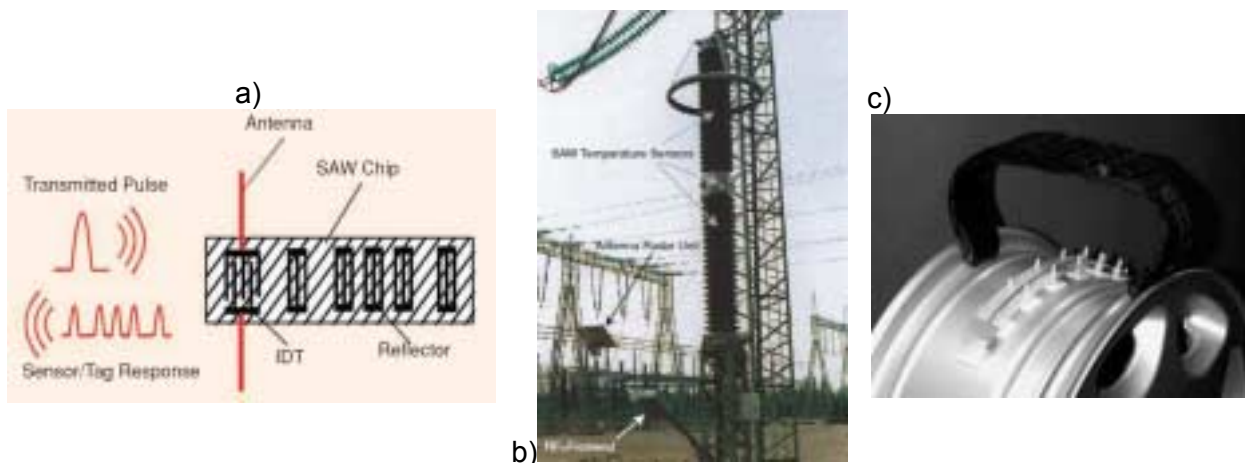 a)
Antenna
SAW Chip
Transmitted Pulse
IDT
Reflector
Sensor/Tag Response
b)
SAW Temperature Sensors
Antenna Radar Unit
c)